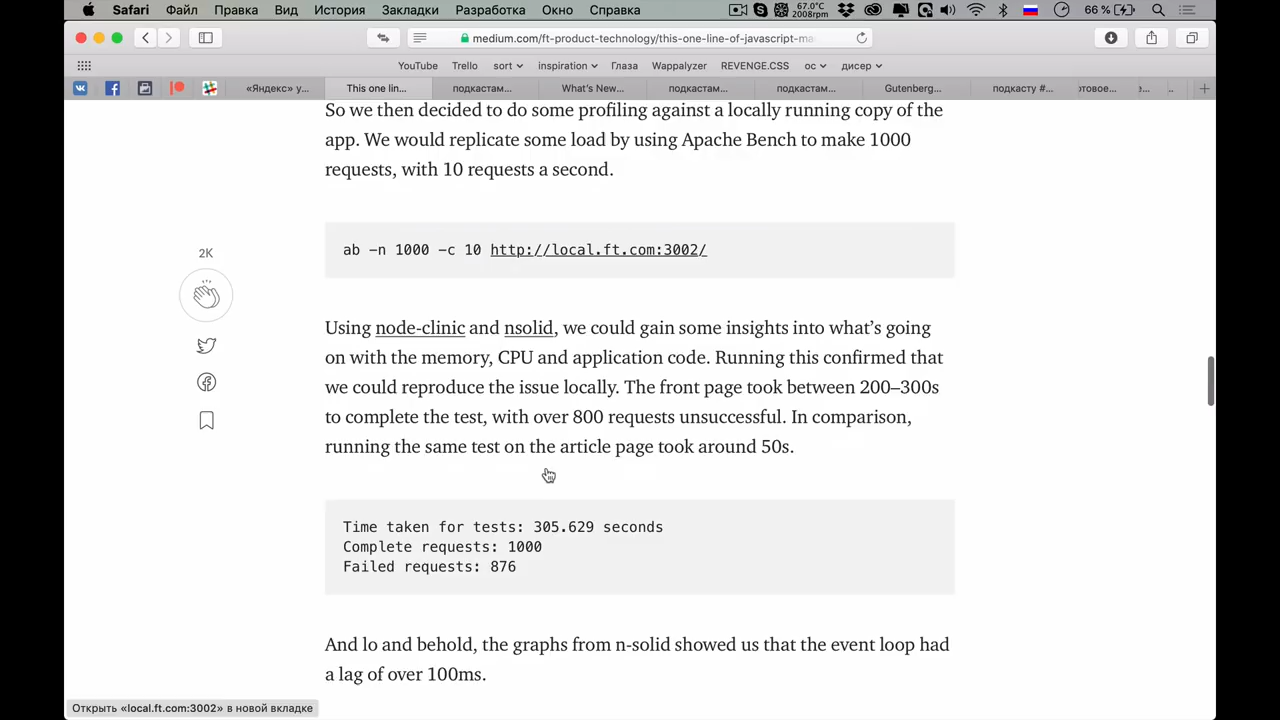 Safari Файл Правка Вид История Закладки Разработка Окно Справка 67.0°C 2008rpm 66 %
medium.com/ft-product-technology/this-one-line-of-javascript-ma
YouTube Trello sort inspiration Глаза Wappalyzer REVENGE.CSS ос дисер
«Яндекс» у... This one lin... подкастам... What's New... подкастам... подкастам... Gutenberg... подкасту #... отовое...
So we then decided to do some profiling against a locally running copy of the
app. We would replicate some load by using Apache Bench to make 1000
requests, with 10 requests a second.
2K
ab -n 1000 -c 10 http://local.ft.com:3002/
Using node-clinic and nsolid, we could gain some insights into what's going
on with the memory, CPU and application code. Running this confirmed that
we could reproduce the issue locally. The front page took between 200–300s
to complete the test, with over 800 requests unsuccessful. In comparison,
running the same test on the article page took around 50s.
Time taken for tests: 305.629 seconds
Complete requests: 1000
Failed requests: 876
And lo and behold, the graphs from n-solid showed us that the event loop had
a lag of over 100ms.
Открыть «local.ft.com:3002» в новой вкладке